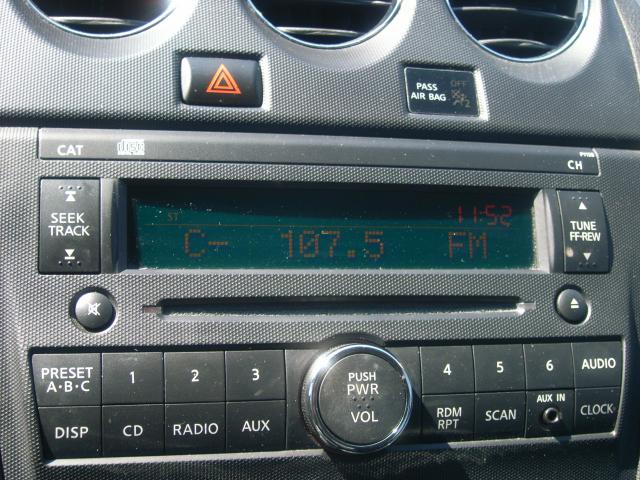 PASS AIR BAG OFF
CAT
CH
SEEK TRACK
ST
11:52
C- 107.5 FM
TUNE FF-REW
PRESET A·B·C
1
2
3
PUSH PWR
VOL
4
5
6
AUDIO
DISP
CD
RADIO
AUX
RDM RPT
SCAN
AUX IN
CLOCK